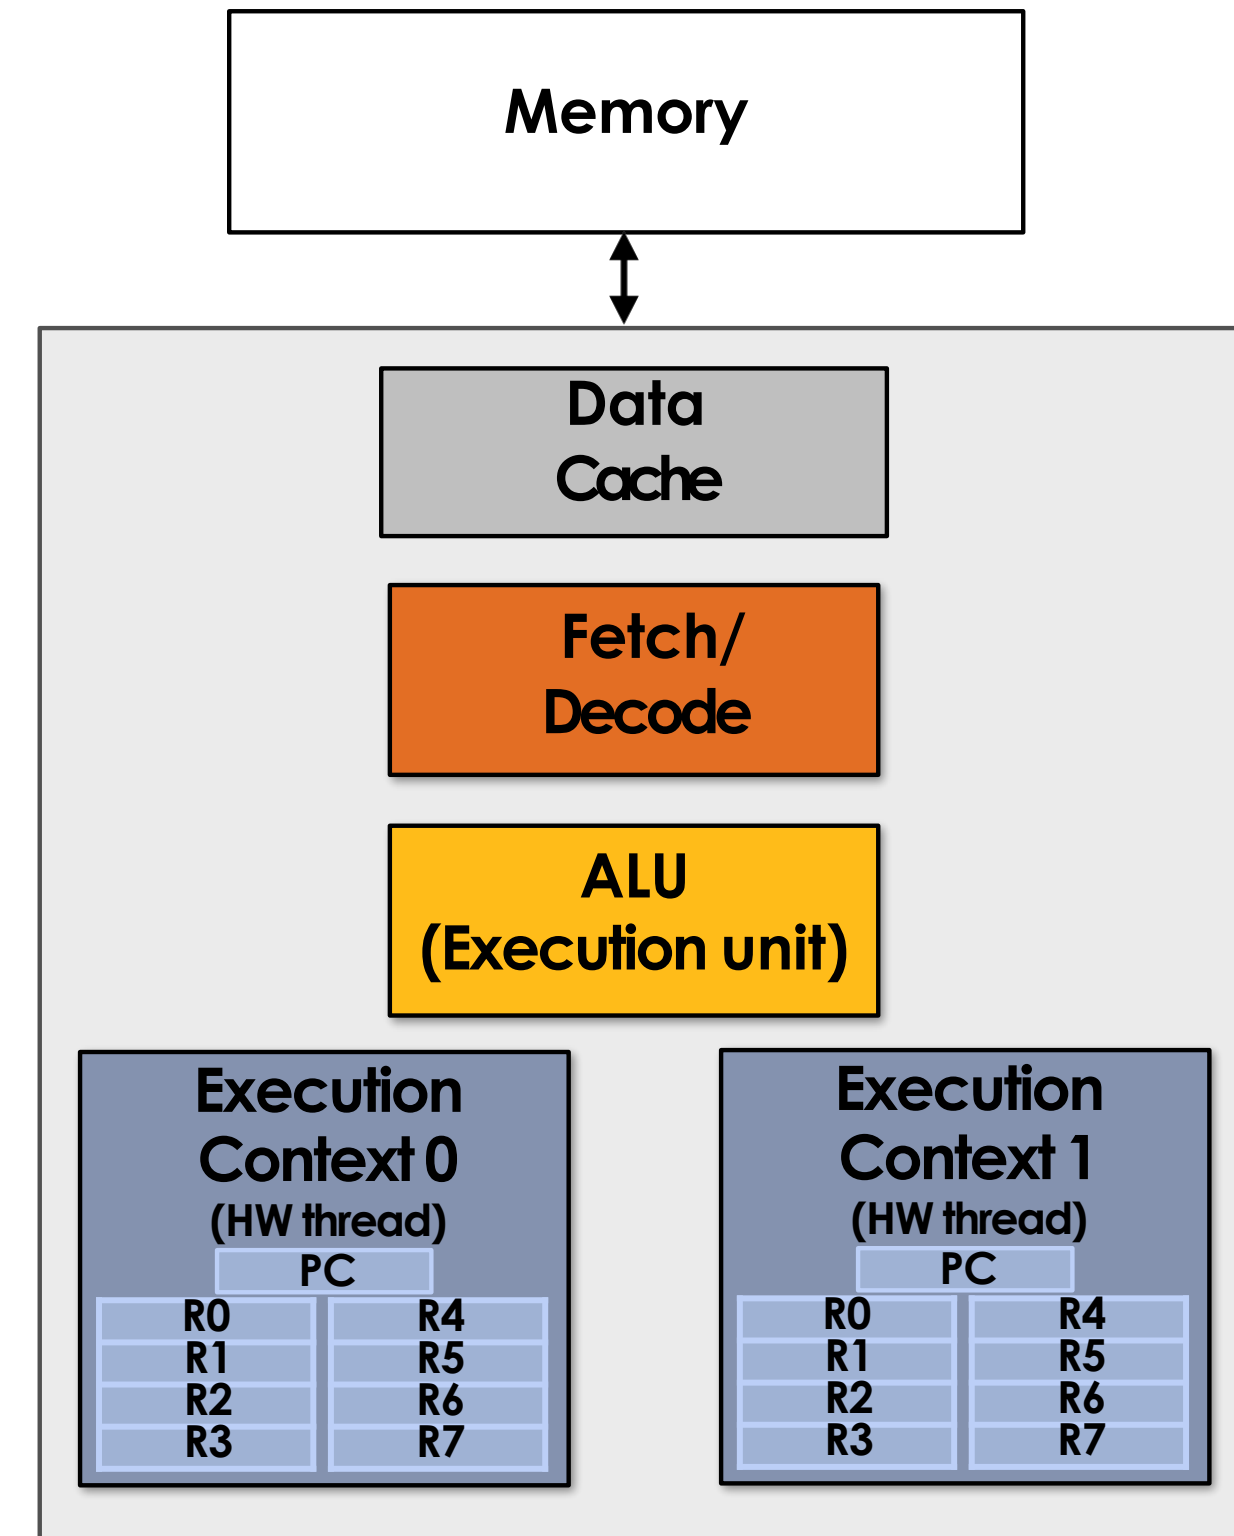 Memory
Data
Cache
Fetch/
Decode
ALU
(Execution unit)
Execution
Context 0
(HW thread)
PC
R0
R1
R2
R3
R4
R5
R6
R7
Execution
Context 1
(HW thread)
PC
R0
R1
R2
R3
R4
R5
R6
R7